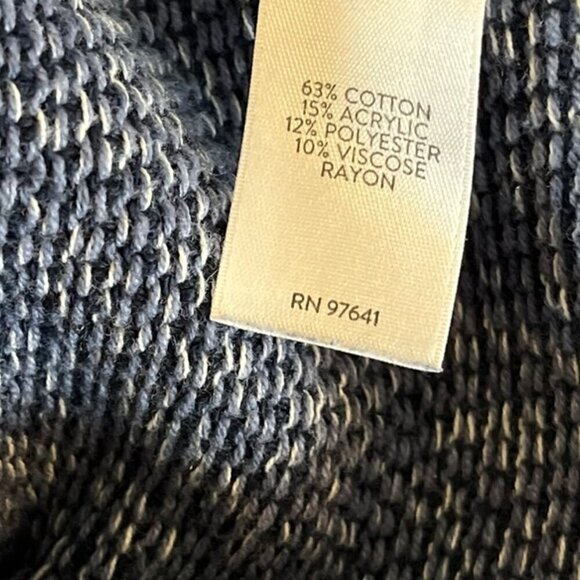 63% COTTON
15% ACRYLIC
12% POLYESTER
10% VISCOSE
RAYON
RN 97641